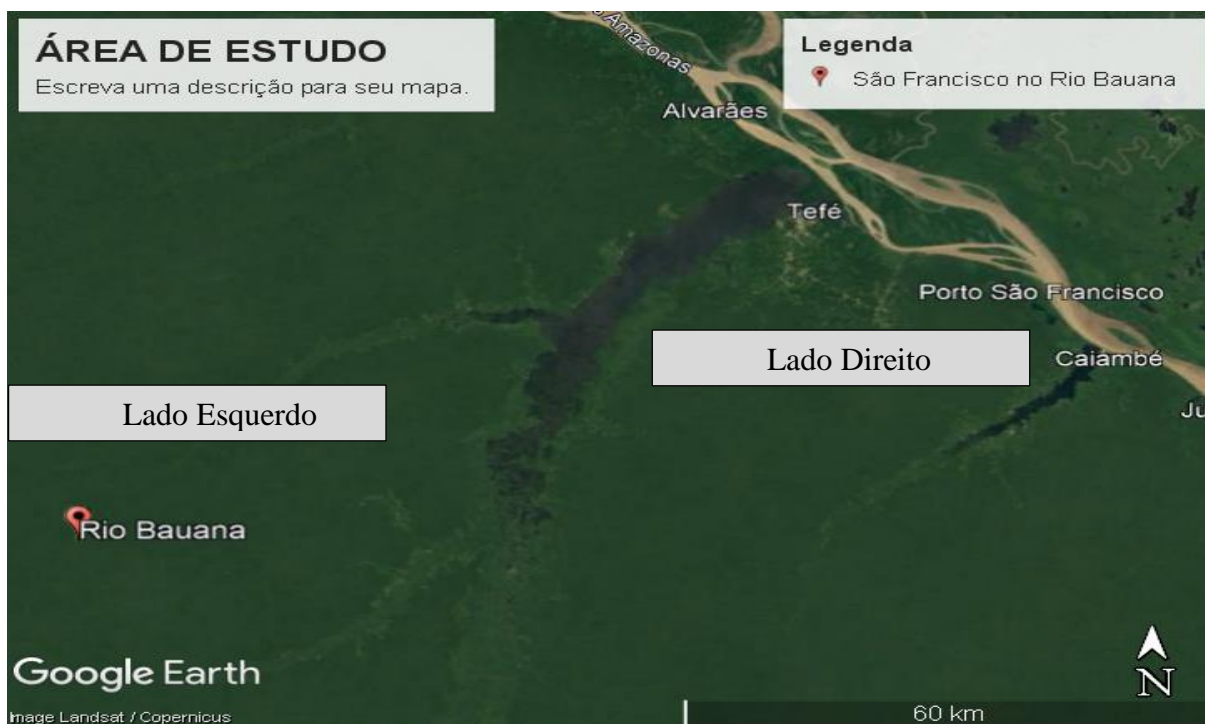 ÁREA DE ESTUDO
Escreva uma descrição para seu mapa.
Legenda
São Francisco no Rio Bauana
Amazonas
Alvarães
Tefé
Porto São Francisco
Lado Direito
Caiambé
Lado Esquerdo
Ju
Rio Bauana
Google Earth
N
Image Landsat / Copernicus
60 km